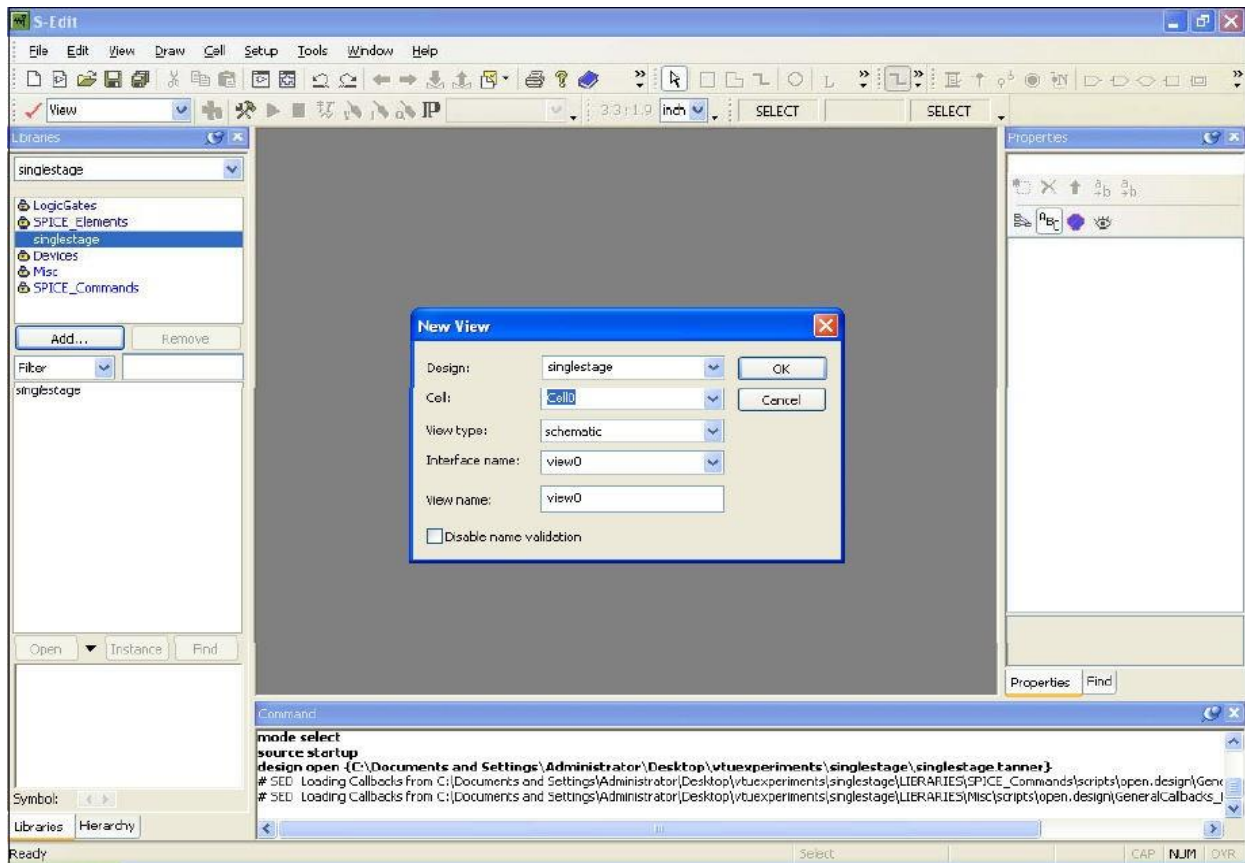 S-Edit
File Edit View Draw Cell Setup Tools Window Help
View
inch
SELECT
SELECT
Libraries
singlestage
LogicGates
SPICE_Elements
singlestage
Devices
Misc
SPICE_Commands
Add... Remove
Filter
singlestage
Open Instance Find
Symbol:
Libraries Hierarchy
New View
Design: singlestage OK
Cell: Cell0 Cancel
View type: schematic
Interface name: view0
View name: view0
Disable name validation
Properties
Properties Find
Command
mode select
source startup
design open {C:\Documents and Settings\Administrator\Desktop\vtuexperiments\singlestage\singlestage.tanner}
# SED Loading Callbacks from C:\Documents and Settings\Administrator\Desktop\vtuexperiments\singlestage\LIBRARIES\SPICE_Commands\scripts\open.design\Gene
# SED Loading Callbacks from C:\Documents and Settings\Administrator\Desktop\vtuexperiments\singlestage\LIBRARIES\Misc\scripts\open.design\GeneralCallbacks_
Ready Select CAP NUM OVR